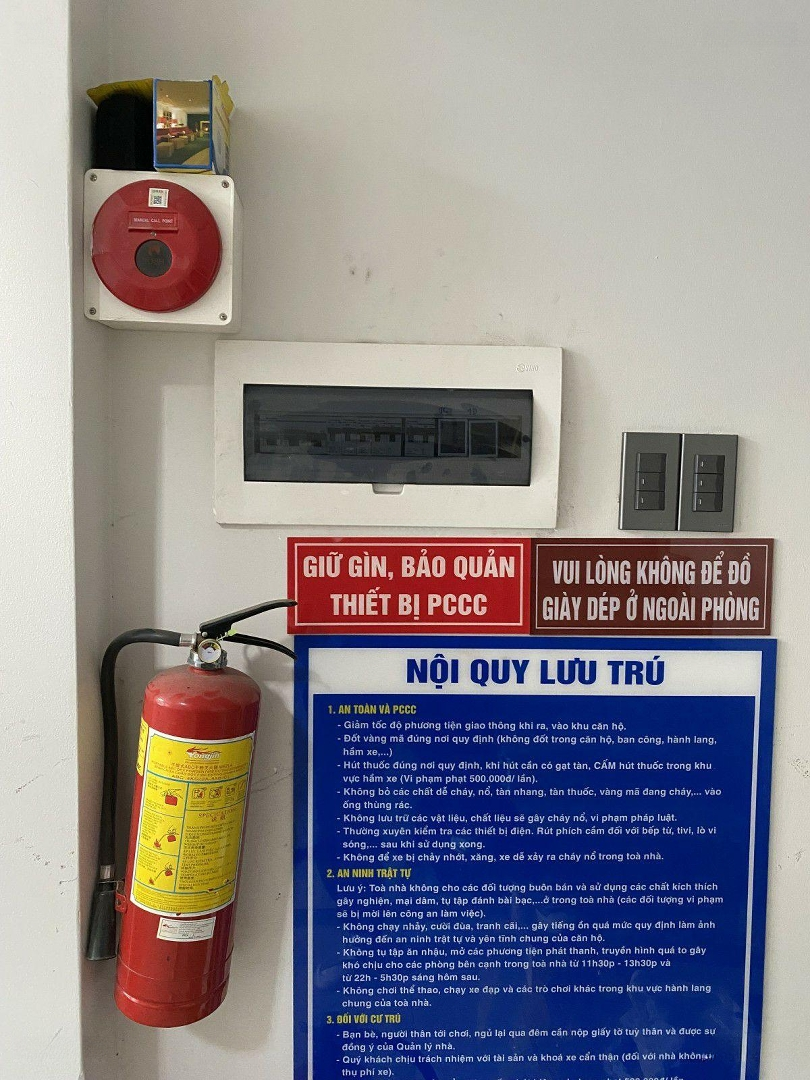 MANUAL CALL POINT
SINO
GIỮ GÌN, BẢO QUẢN
THIẾT BỊ PCCC
VUI LÒNG KHÔNG ĐỂ ĐỒ
GIÀY DÉP Ở NGOÀI PHÒNG
NỘI QUY LƯU TRÚ
1. AN TOÀN VÀ PCCC
- Giảm tốc độ phương tiện giao thông khi ra, vào khu căn hộ.
- Đốt vàng mã đúng nơi quy định (không đốt trong căn hộ, ban công, hành lang,
hầm xe,...)
- Hút thuốc đúng nơi quy định, khi hút cần có gạt tàn, CẤM hút thuốc trong khu
vực hầm xe (Vi phạm phạt 500.000đ/ lần).
- Không bỏ các chất dễ cháy, nổ, tàn nhang, tàn thuốc, vàng mã đang cháy,... vào
ống thùng rác.
- Không lưu trữ các vật liệu, chất liệu sẽ gây cháy nổ, vi phạm pháp luật.
- Thường xuyên kiểm tra các thiết bị điện. Rút phích cắm đối với bếp từ, tivi, lò vi
sóng,... sau khi sử dụng xong.
- Không để xe bị chảy nhớt, xăng, xe dễ xảy ra cháy nổ trong toà nhà.
2. AN NINH TRẬT TỰ
Lưu ý: Toà nhà không cho các đối tượng buôn bán và sử dụng các chất kích thích
gây nghiện, mại dâm, tụ tập đánh bài bạc,...ở trong toà nhà (các đối tượng vi phạm
sẽ bị mời lên công an làm việc).
- Không chạy nhảy, cười đùa, tranh cãi,... gây tiếng ồn quá mức quy định làm ảnh
hưởng đến an ninh trật tự và yên tĩnh chung của căn hộ.
- Không tụ tập ăn nhậu, mở các phương tiện phát thanh, truyền hình quá to gây
khó chịu cho các phòng bên cạnh trong toà nhà từ 11h30p - 13h30p và
từ 22h - 5h30p sáng hôm sau.
- Không chơi thể thao, chạy xe đạp và các trò chơi khác trong khu vực hành lang
chung của toà nhà.
3. ĐỐI VỚI CƯ TRÚ
- Bạn bè, người thân tới chơi, ngủ lại qua đêm cần nộp giấy tờ tuỳ thân và được sự
đồng ý của Quản lý nhà.
- Quý khách chịu trách nhiệm với tài sản và khoá xe cẩn thận (đối với nhà không
thu phí xe).